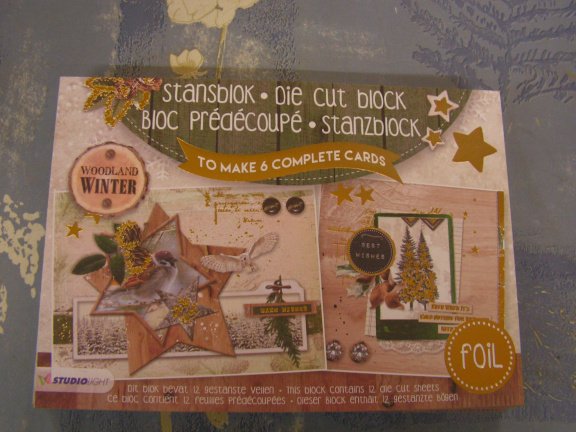 Stansblok • Die cut block
Bloc prédécoupé • Stanzblock
TO MAKE 6 COMPLETE CARDS
WOODLAND
WINTER
BEST
WISHES
WARM WISHES
FOIL
STUDIOLIGHT
Dit blok bevat 12 gestanste vellen • This block contains 12 die cut sheets
Ce bloc contient 12 feuilles prédécoupées • Dieser Block enthält 12 gestanzte Bögen